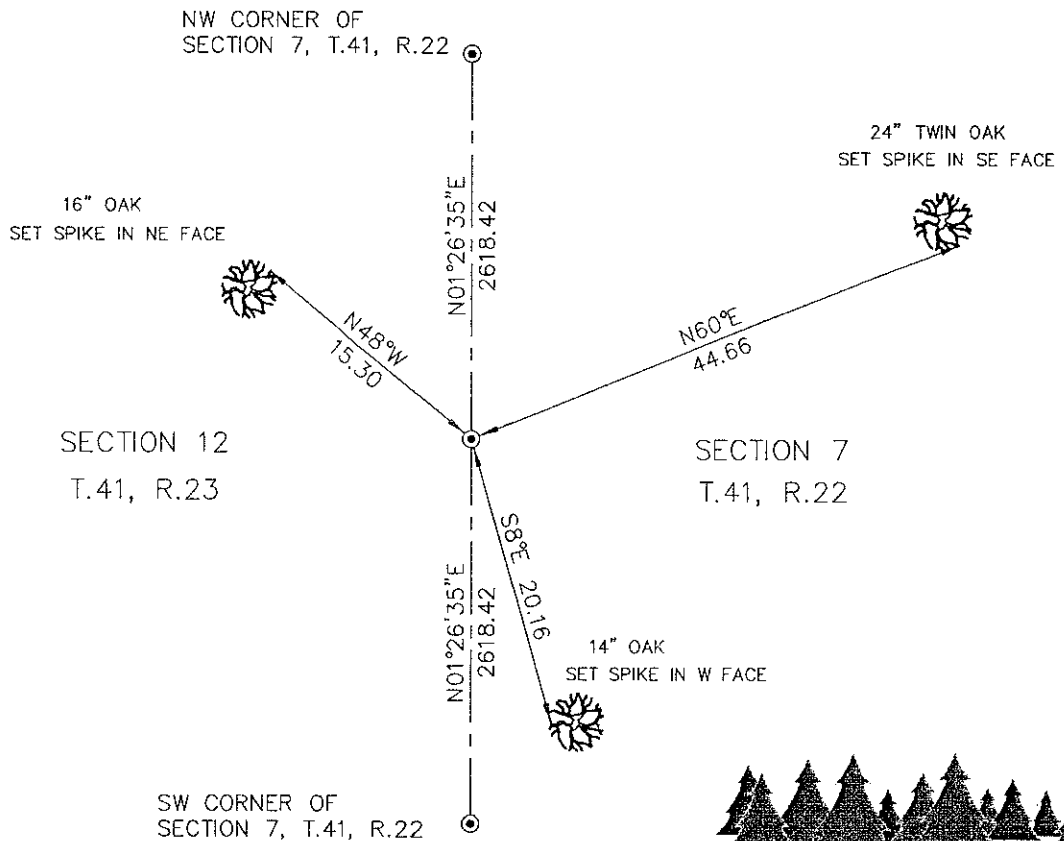 NW CORNER OF
SECTION 7, T.41, R.22
24" TWIN OAK
SET SPIKE IN SE FACE
16" OAK
SET SPIKE IN NE FACE
N01°26'35"E
2618.42
N48°W
15.30
N60°E
44.66
SECTION 12
T.41, R.23
SECTION 7
T.41, R.22
S8°E 20.16
N01°26'35"E
2618.42
14" OAK
SET SPIKE IN W FACE
SW CORNER OF
SECTION 7, T.41, R.22